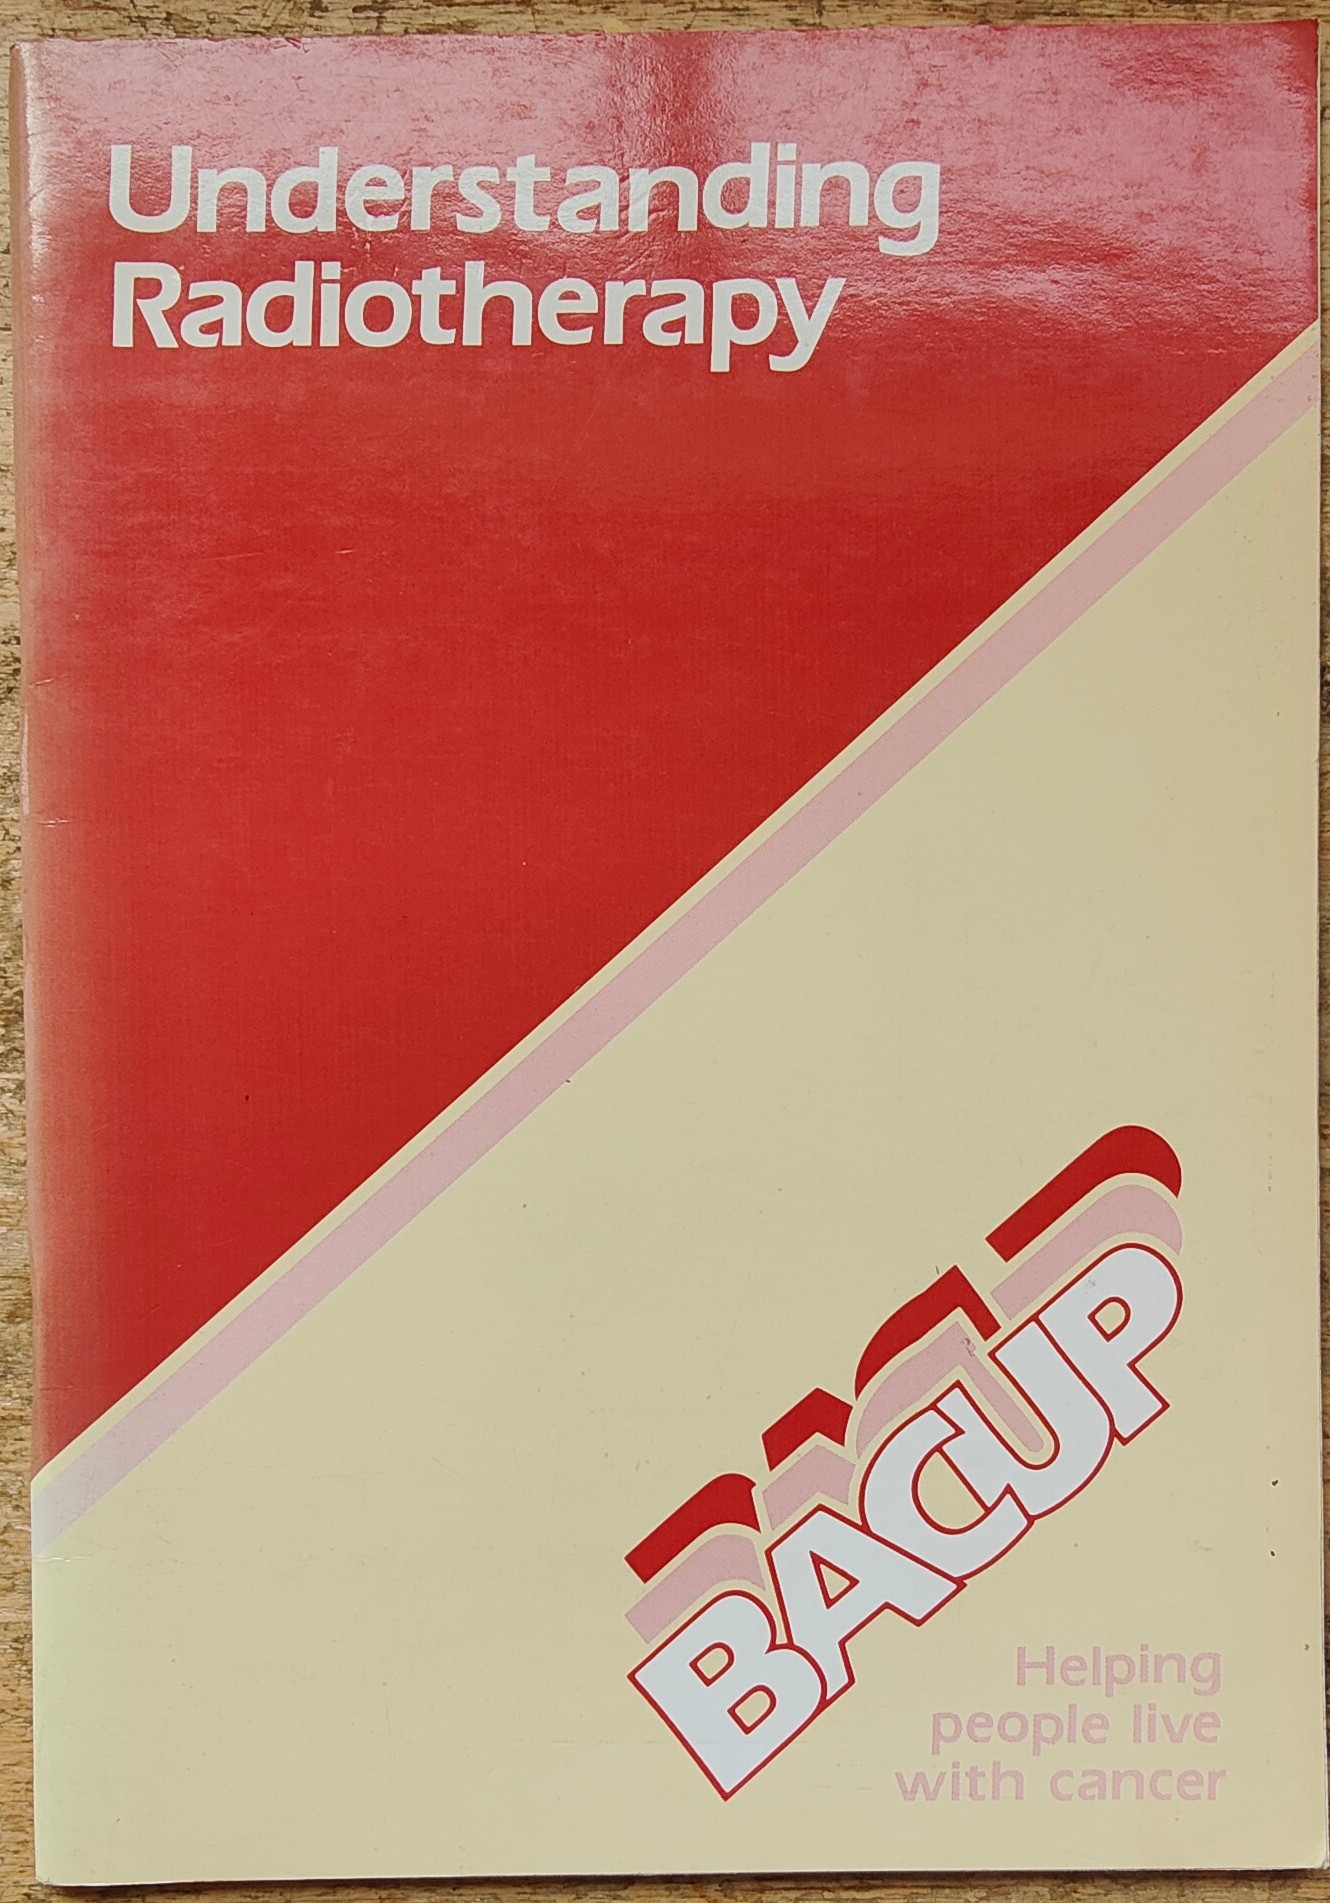 Understanding
Radiotherapy
BACUP
Helping
people live
with cancer